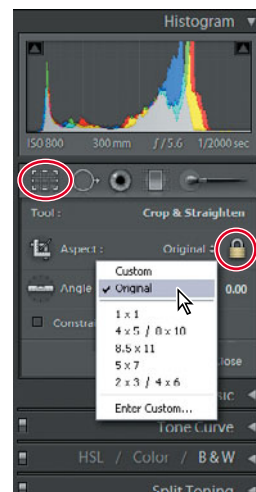 Histogram
ISO 800 300 mm ƒ / 5.6 1/2000 sec
Tool : Crop & Straighten
Aspect : Original
Custom
Original
Angle 0.00
1 x 1
4 x 5 / 8 x 10
8.5 x 11
5 x 7
2 x 3 / 4 x 6
Enter Custom...
Tone Curve
HSL / Color / B&W
Split Toning